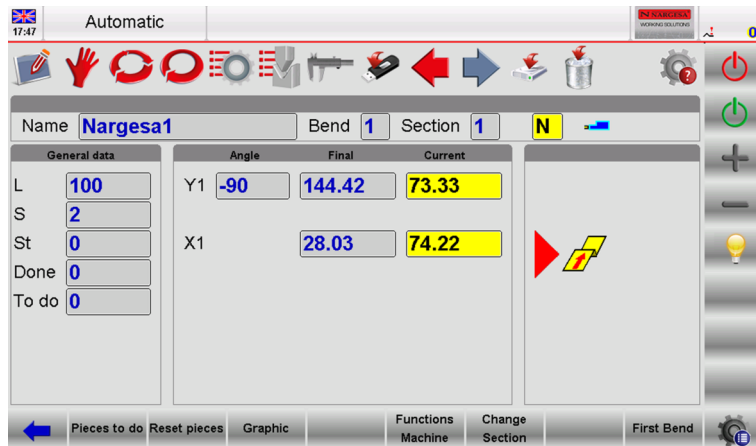 17:47
Automatic
N NARGESA
WORKING SOLUTIONS
0
Name Nargesa1 Bend 1 Section 1 N
General data
Angle Final Current
L 100
S 2
St 0
Done 0
To do 0
Y1 -90 144.42 73.33
X1 28.03 74.22
Pieces to do
Reset pieces
Graphic
Functions
Machine
Change
Section
First Bend